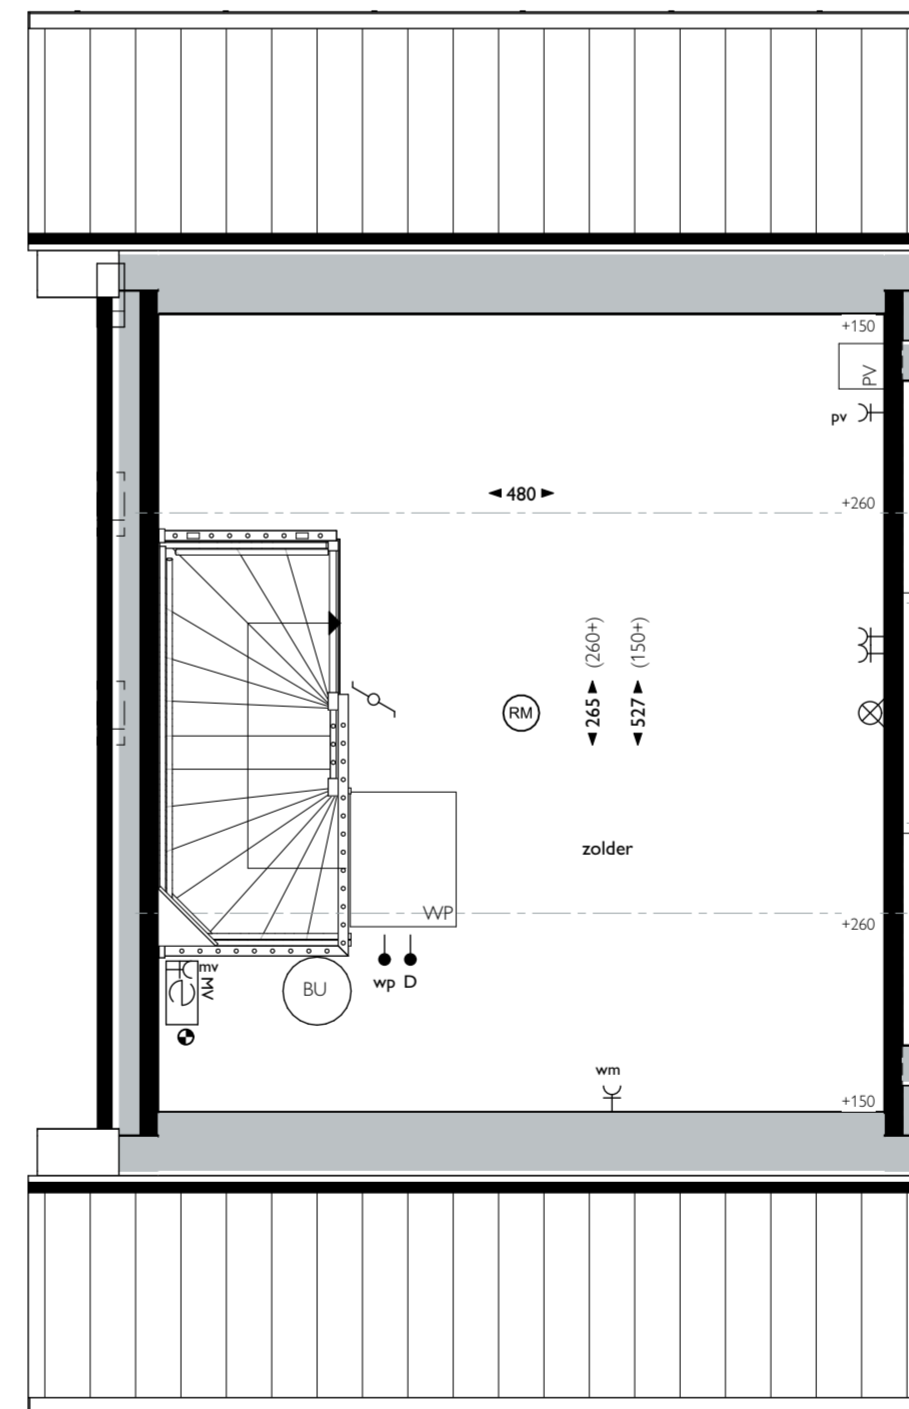 +150
PV
pv
480
+260
265 (260+)
527 (150+)
RM
zolder
WP
+260
mv
MV
BU
wp D
wm
+150